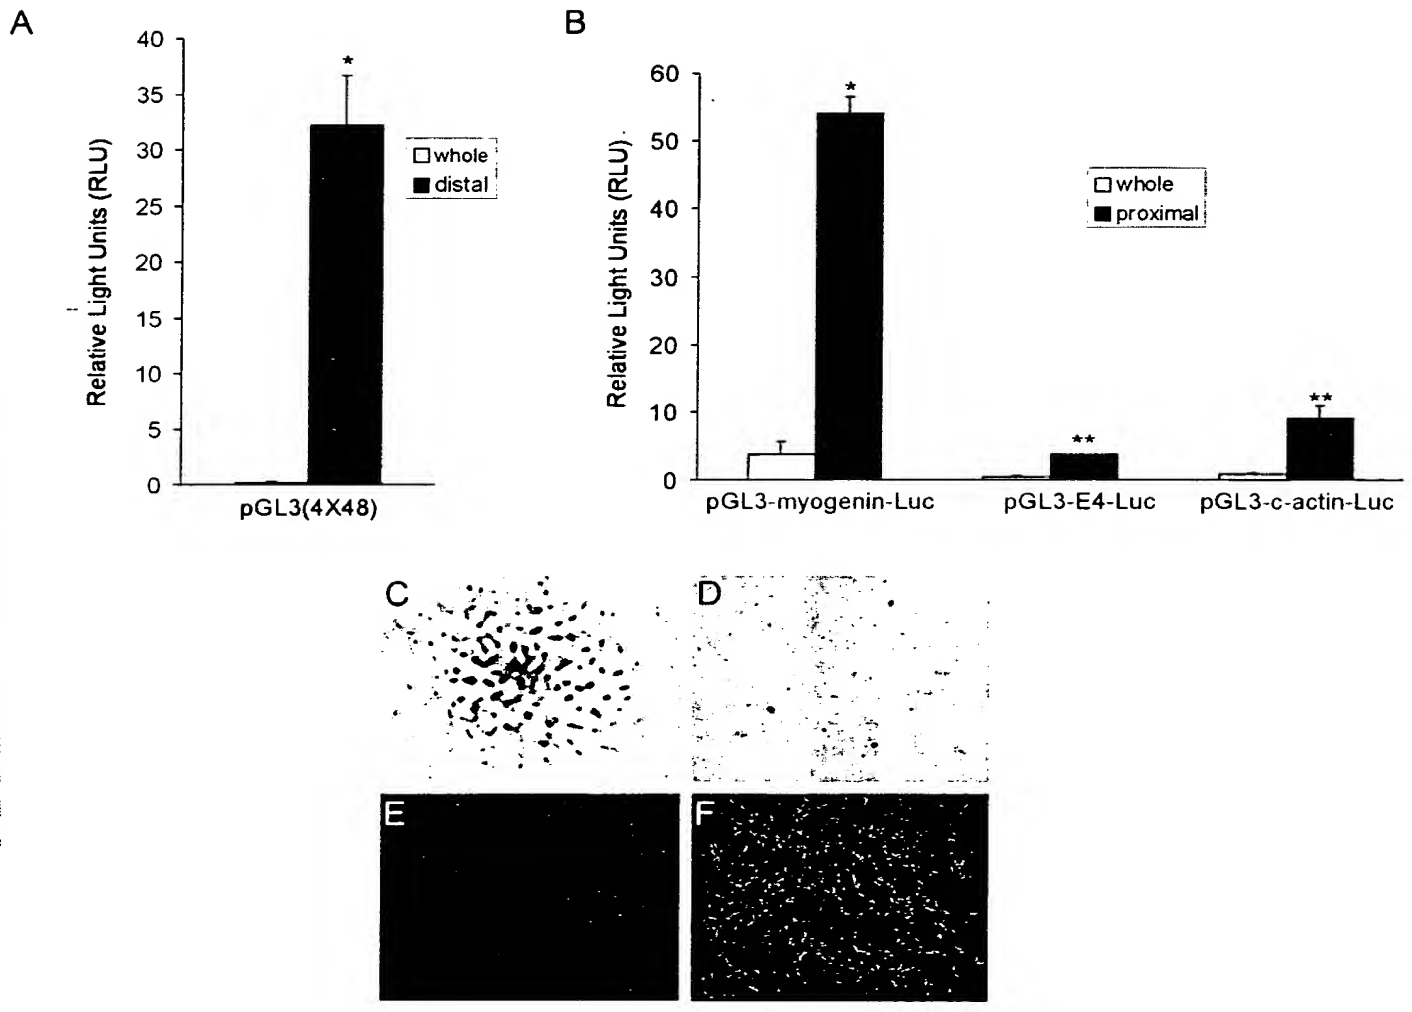 A
40
35
30
25
20
15
10
5
0
Relative Light Units (RLU)
*
whole
distal
pGL3(4X48)
B
60
50
40
30
20
10
0
Relative Light Units (RLU)
*
**
**
whole
proximal
pGL3-myogenin-Luc
pGL3-E4-Luc
pGL3-c-actin-Luc
C
D
E
F